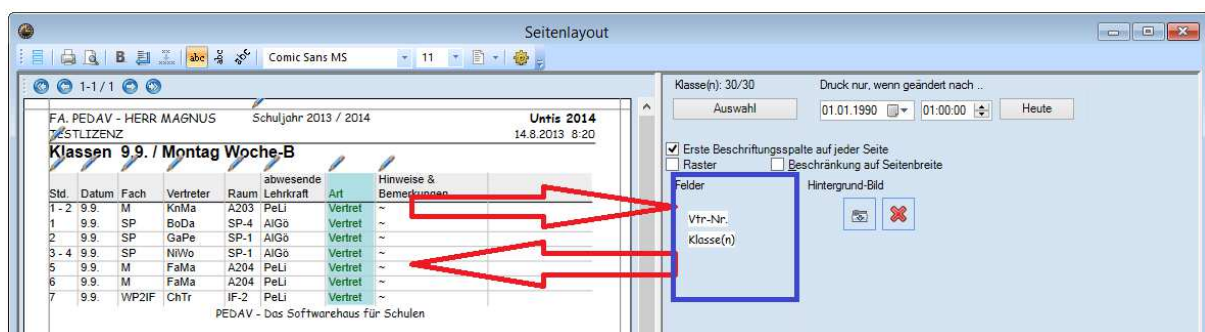 Seitenlayout
B abc Comic Sans MS 11
1-1 / 1
Klasse(n): 30/30 Druck nur, wenn geändert nach ..
Auswahl 01.01.1990 01:00:00 Heute
FA. PEDAV - HERR MAGNUS Schuljahr 2013 / 2014 Untis 2014
TESTLIZENZ 14.8.2013 8:20
Klassen 9.9. / Montag Woche-B
Erste Beschriftungsspalte auf jeder Seite
Raster Beschränkung auf Seitenbreite
Felder Hintergrund-Bild
Vtr-Nr.
Klasse(n)
abwesende Hinweise &
Std. Datum Fach Vertreter Raum Lehrkraft Art Bemerkungen
1 - 2 9.9. M KnMa A203 PeLi Vertret ~
1 9.9. SP BoDa SP-4 AlGö Vertret ~
2 9.9. SP GaPe SP-1 AlGö Vertret ~
3 - 4 9.9. SP NiWo SP-1 AlGö Vertret ~
5 9.9. M FaMa A204 PeLi Vertret ~
6 9.9. M FaMa A204 PeLi Vertret ~
7 9.9. WP2IF ChTr IF-2 PeLi Vertret ~
PEDAV - Das Softwarehaus für Schulen